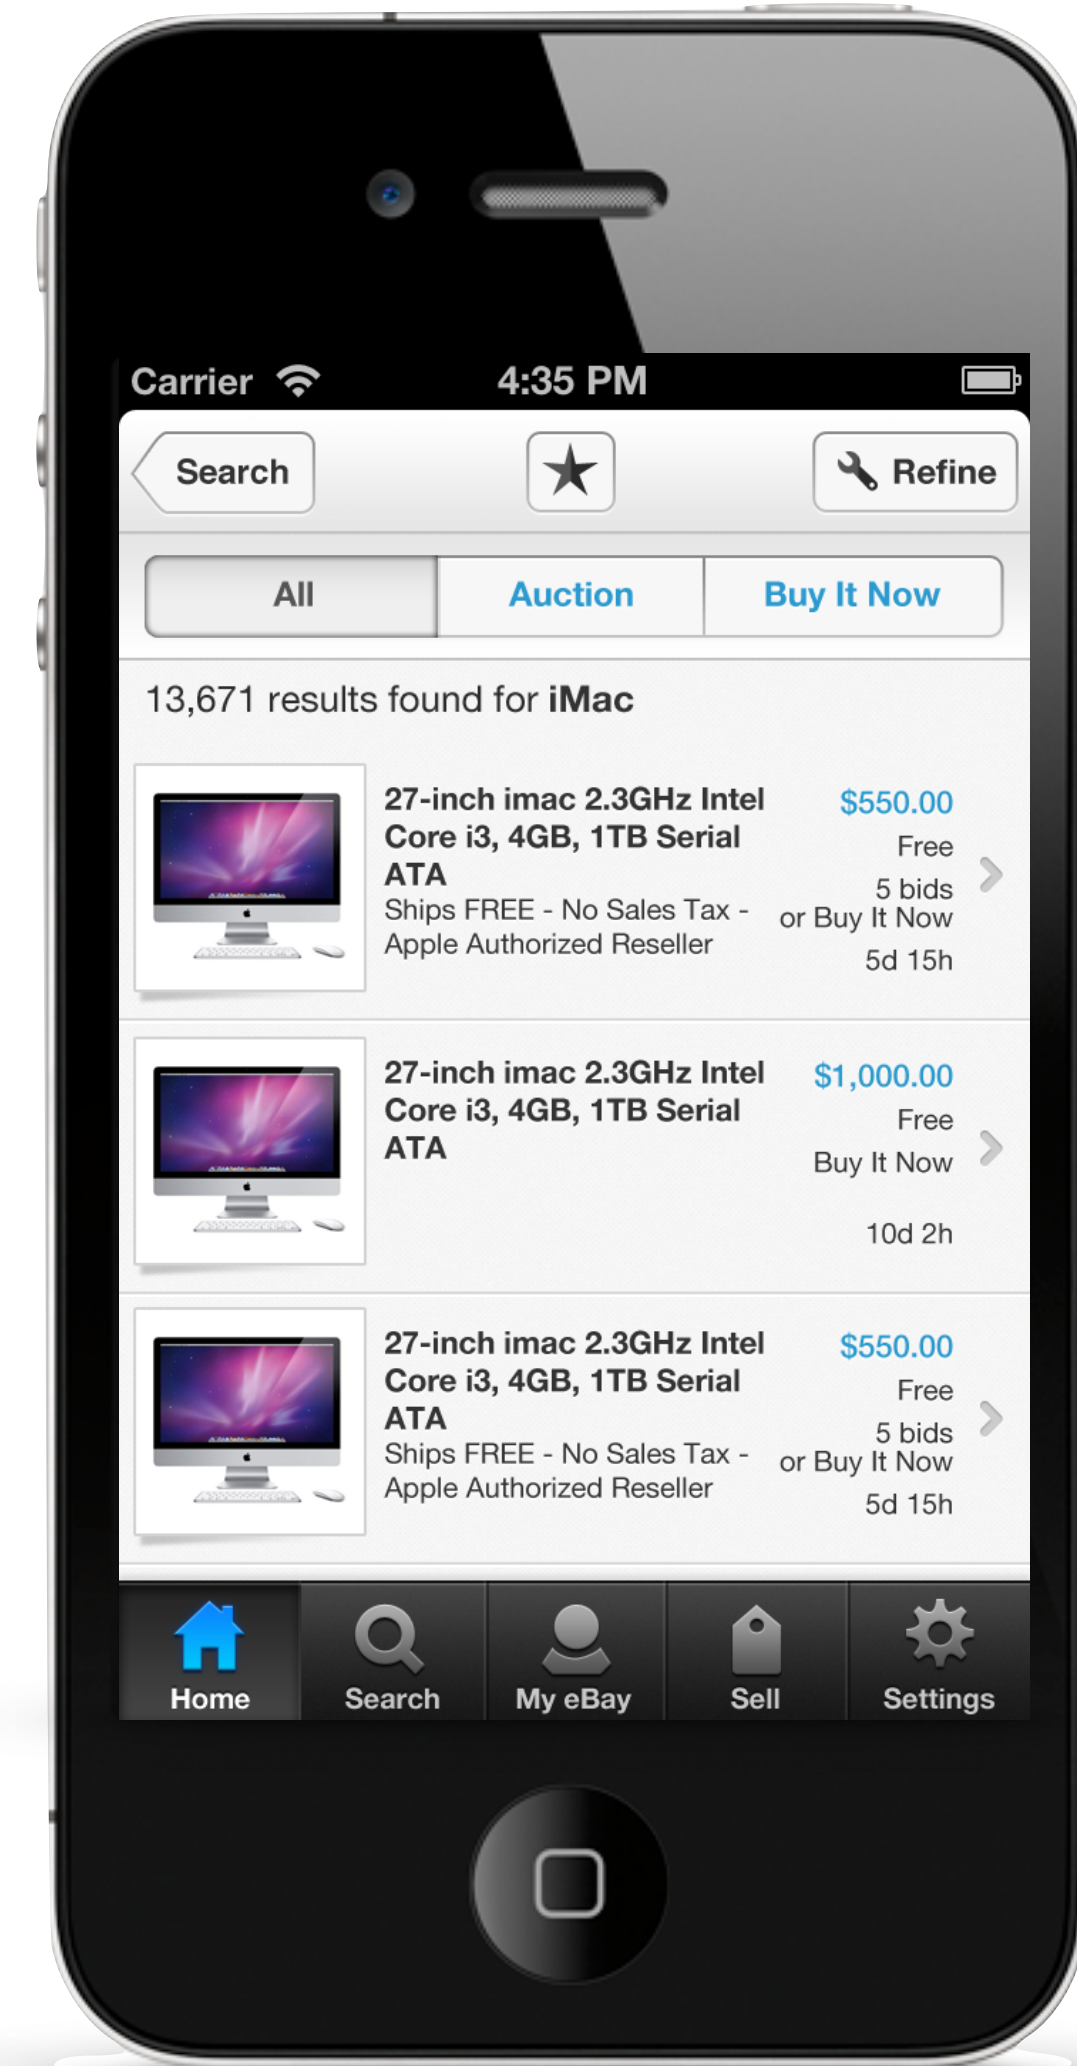 Carrier 4:35 PM
Search Refine
All Auction Buy It Now
13,671 results found for iMac
27-inch imac 2.3GHz Intel
Core i3, 4GB, 1TB Serial
ATA
Ships FREE - No Sales Tax -
Apple Authorized Reseller
$550.00
Free
5 bids
or Buy It Now
5d 15h
27-inch imac 2.3GHz Intel
Core i3, 4GB, 1TB Serial
ATA
$1,000.00
Free
Buy It Now
10d 2h
27-inch imac 2.3GHz Intel
Core i3, 4GB, 1TB Serial
ATA
Ships FREE - No Sales Tax -
Apple Authorized Reseller
$550.00
Free
5 bids
or Buy It Now
5d 15h
Home Search My eBay Sell Settings